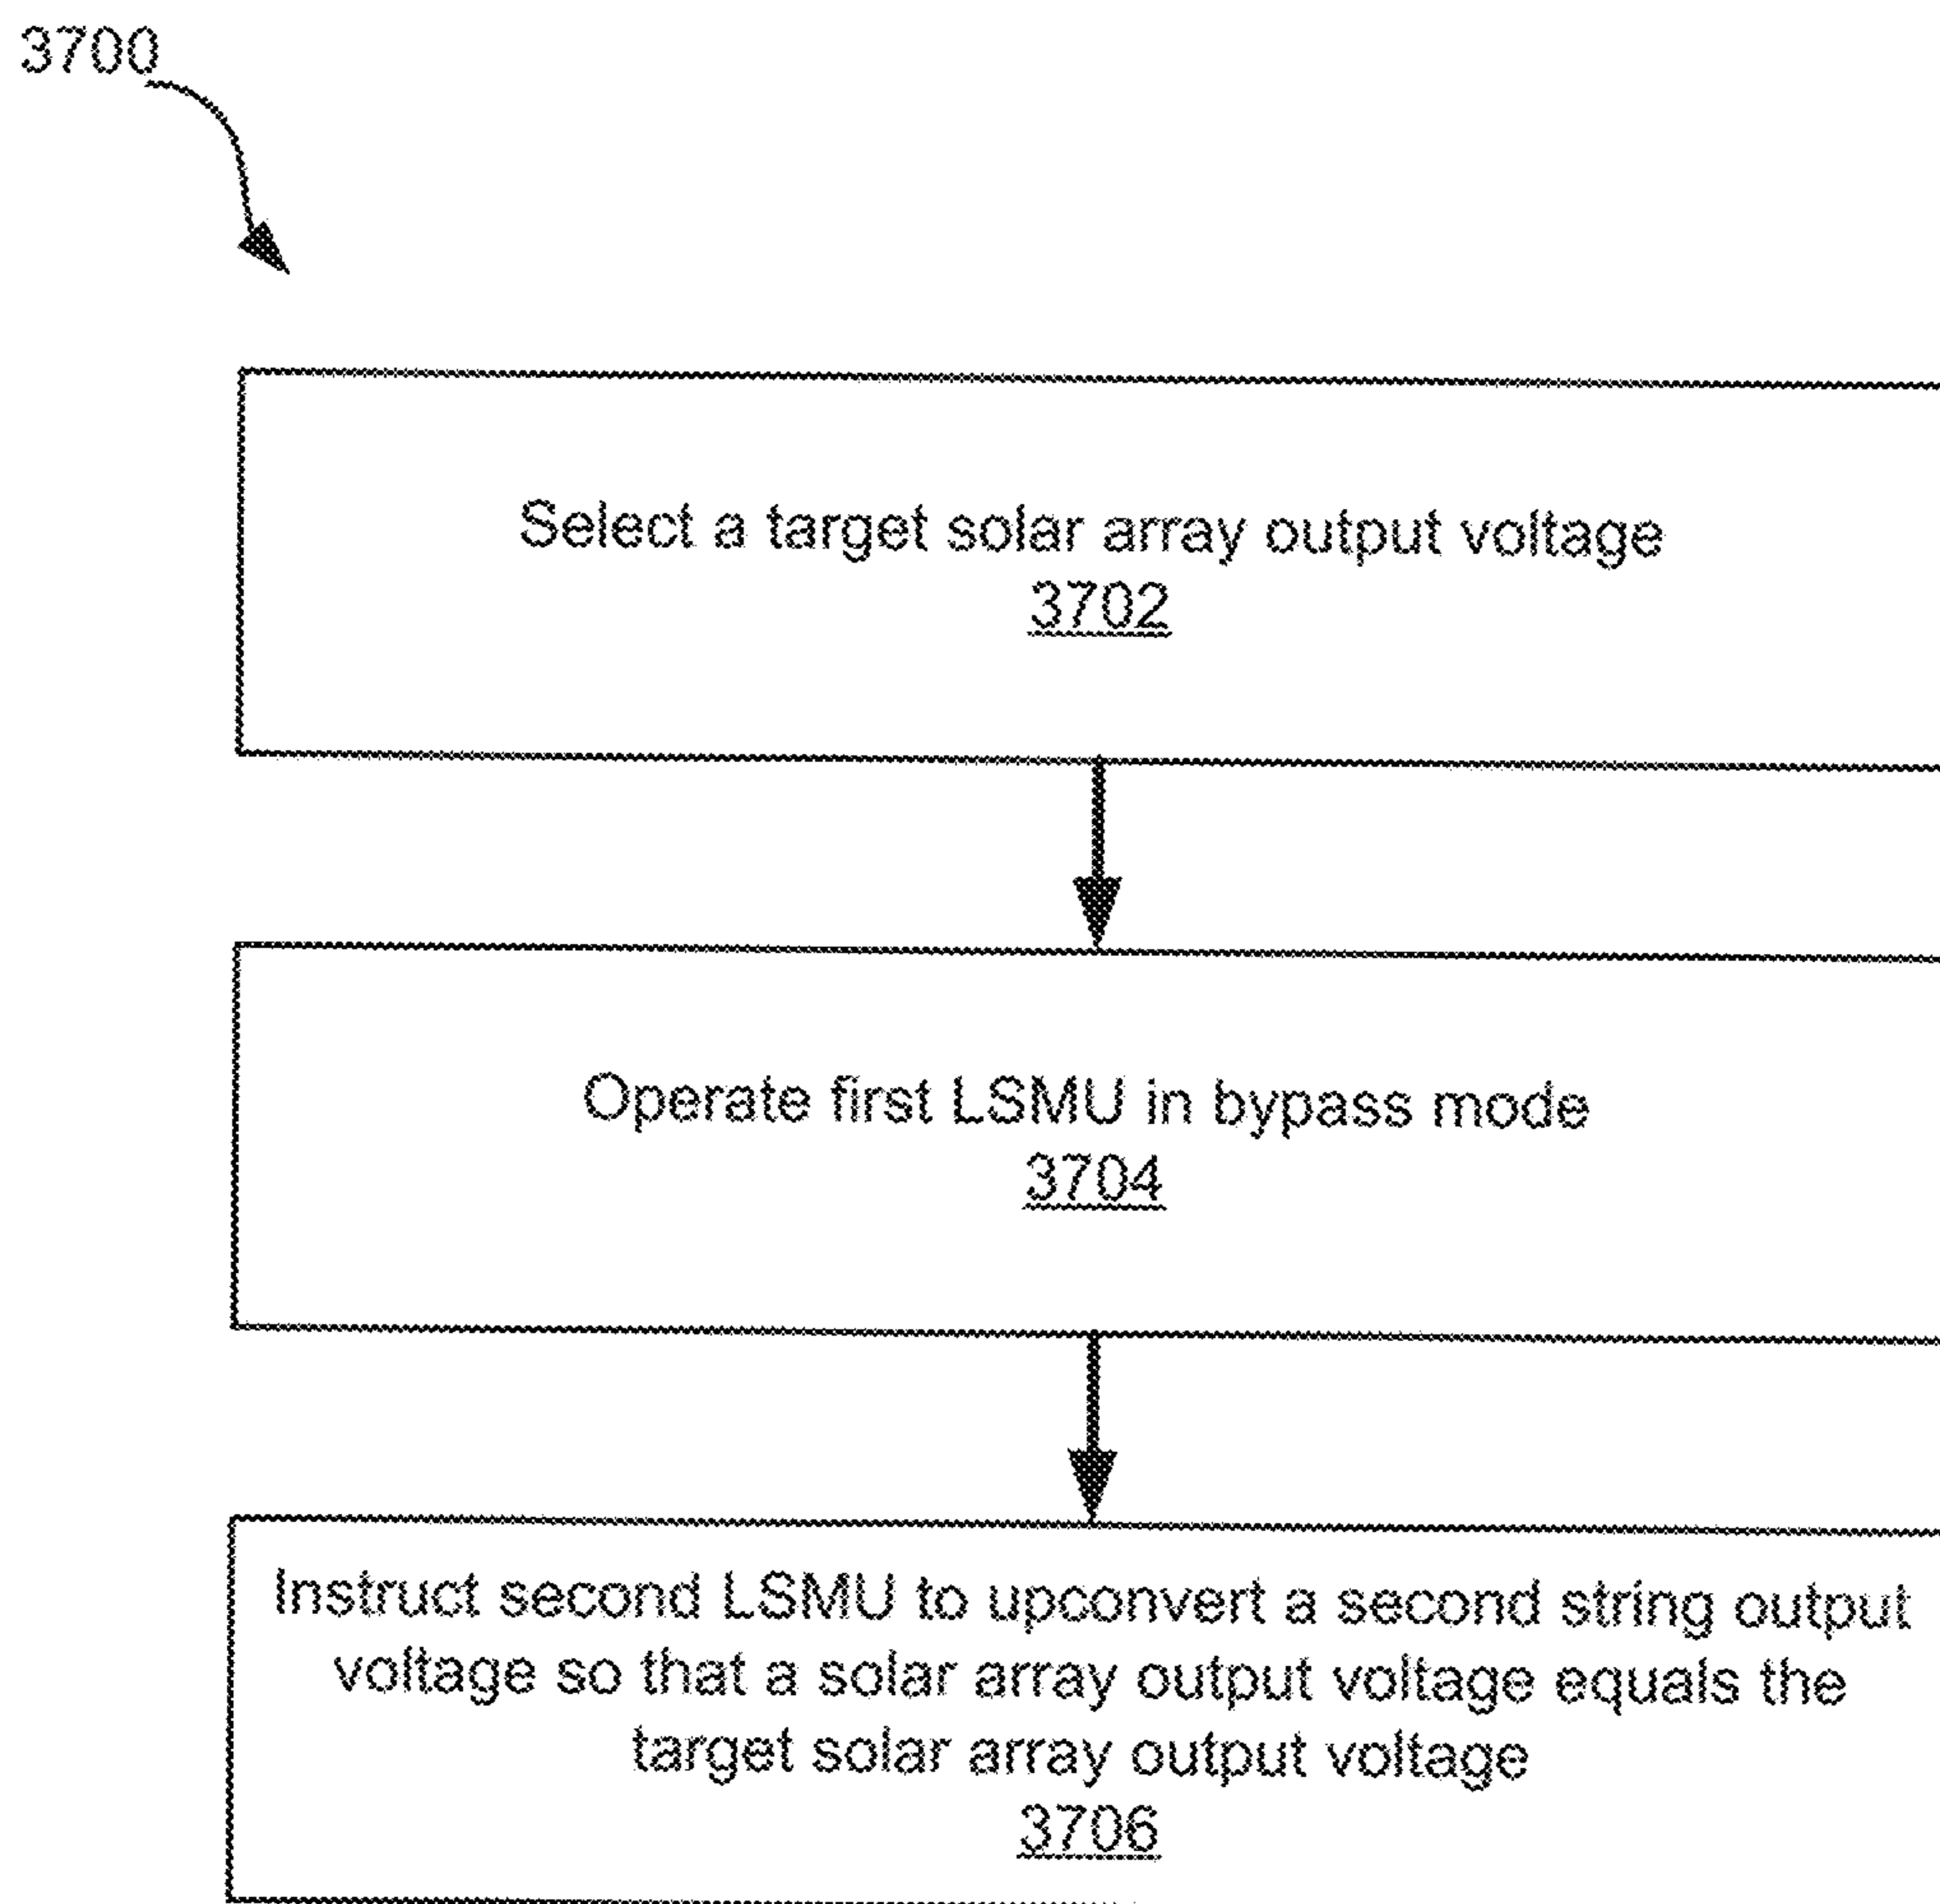 3700
Select a target solar array output voltage
3702
Operate first LSMU in bypass mode
3704
Instruct second LSMU to upconvert a second string output
voltage so that a solar array output voltage equals the
target solar array output voltage
3706